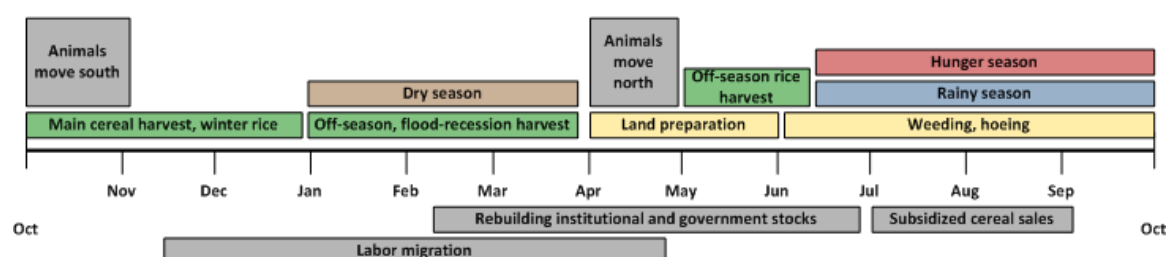 Animals
move south
Animals
move
north
Hunger season
Off-season rice
harvest
Dry season
Rainy season
Main cereal harvest, winter rice
Off-season, flood-recession harvest
Land preparation
Weeding, hoeing
Nov
Dec
Jan
Feb
Mar
Apr
May
Jun
Jul
Aug
Sep
Oct
Rebuilding institutional and government stocks
Subsidized cereal sales
Oct
Labor migration